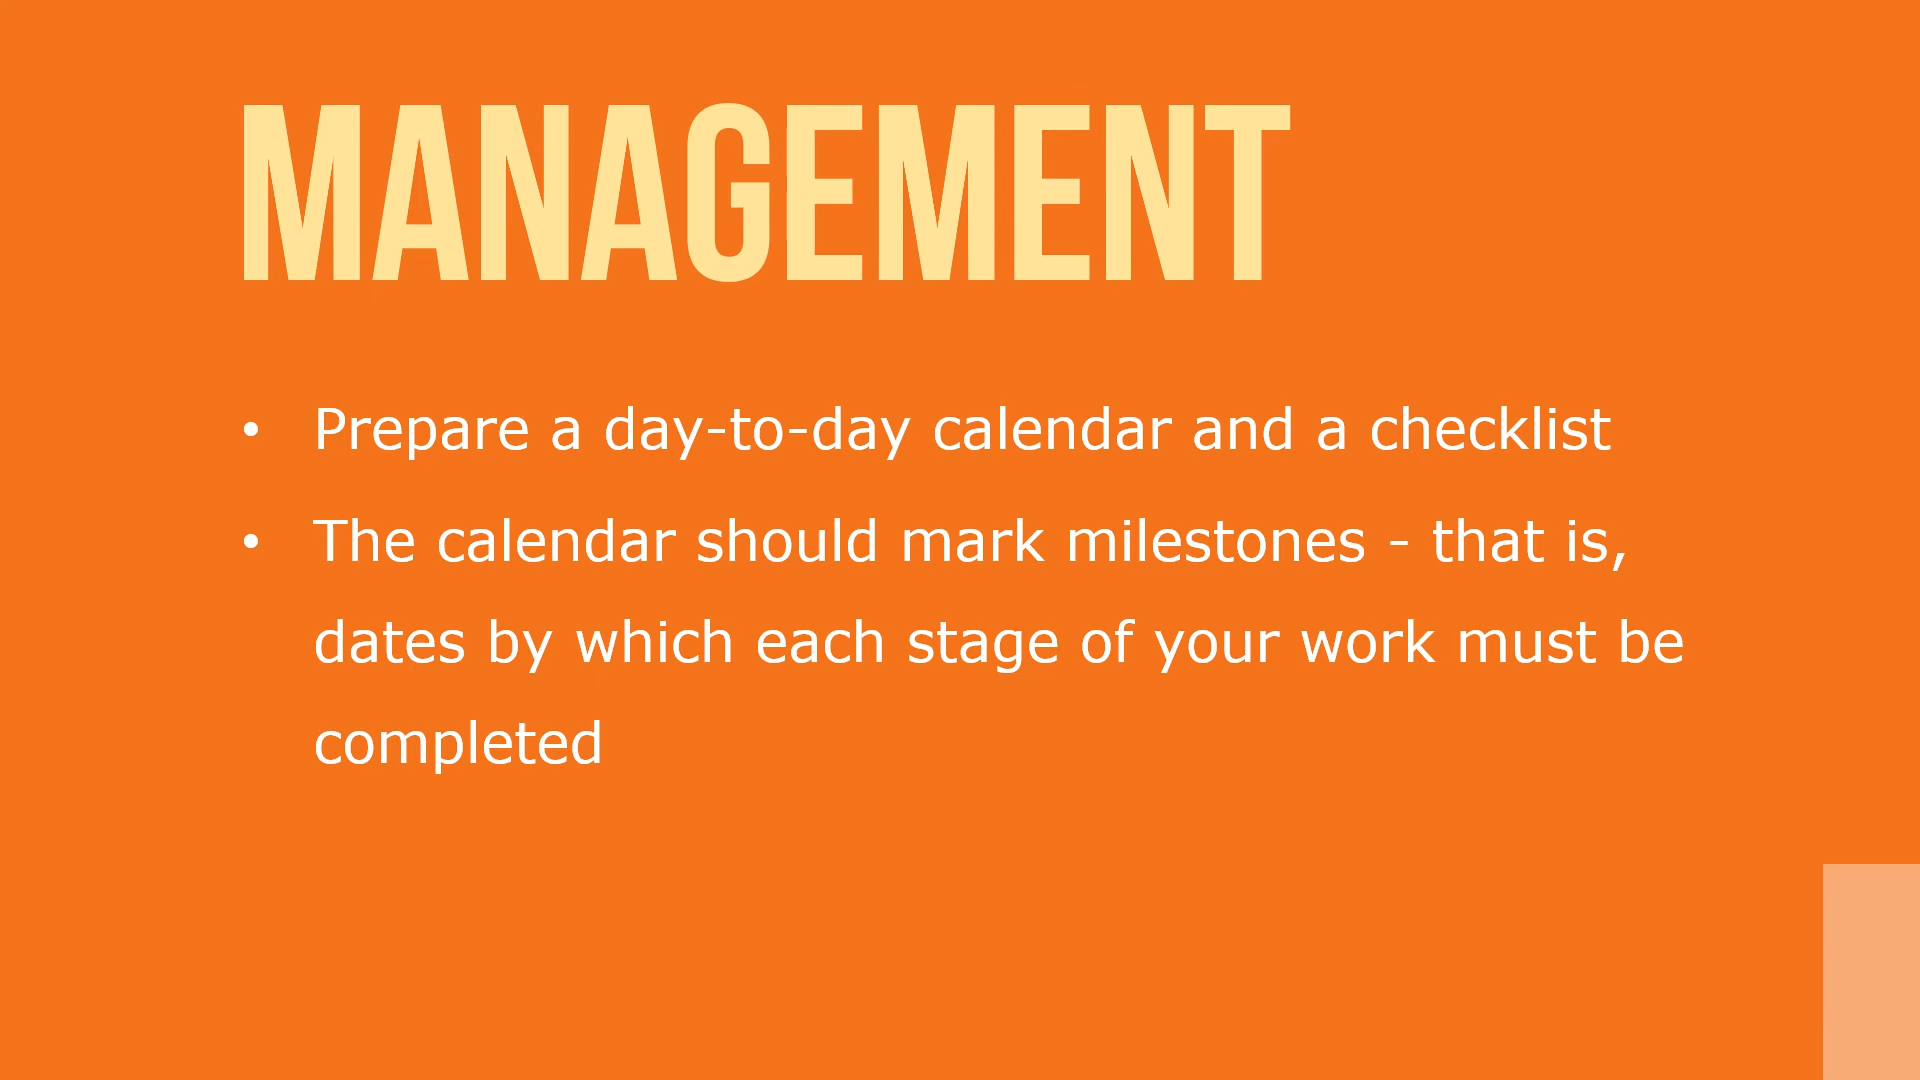 MANAGEMENT
• Prepare a day-to-day calendar and a checklist
• The calendar should mark milestones - that is,
dates by which each stage of your work must be
completed